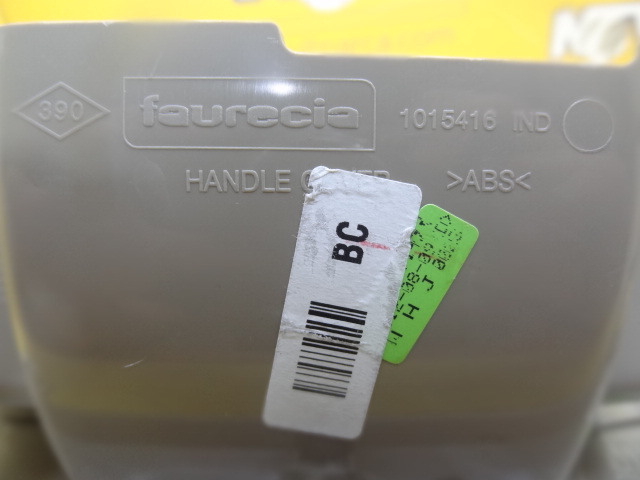 390
faurecia
1015416 IND
HANDLE
>ABS<
BC
M H J